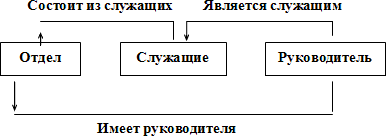 Состоит из служащих Является служащим
Отдел Служащие Руководитель
Имеет руководителя